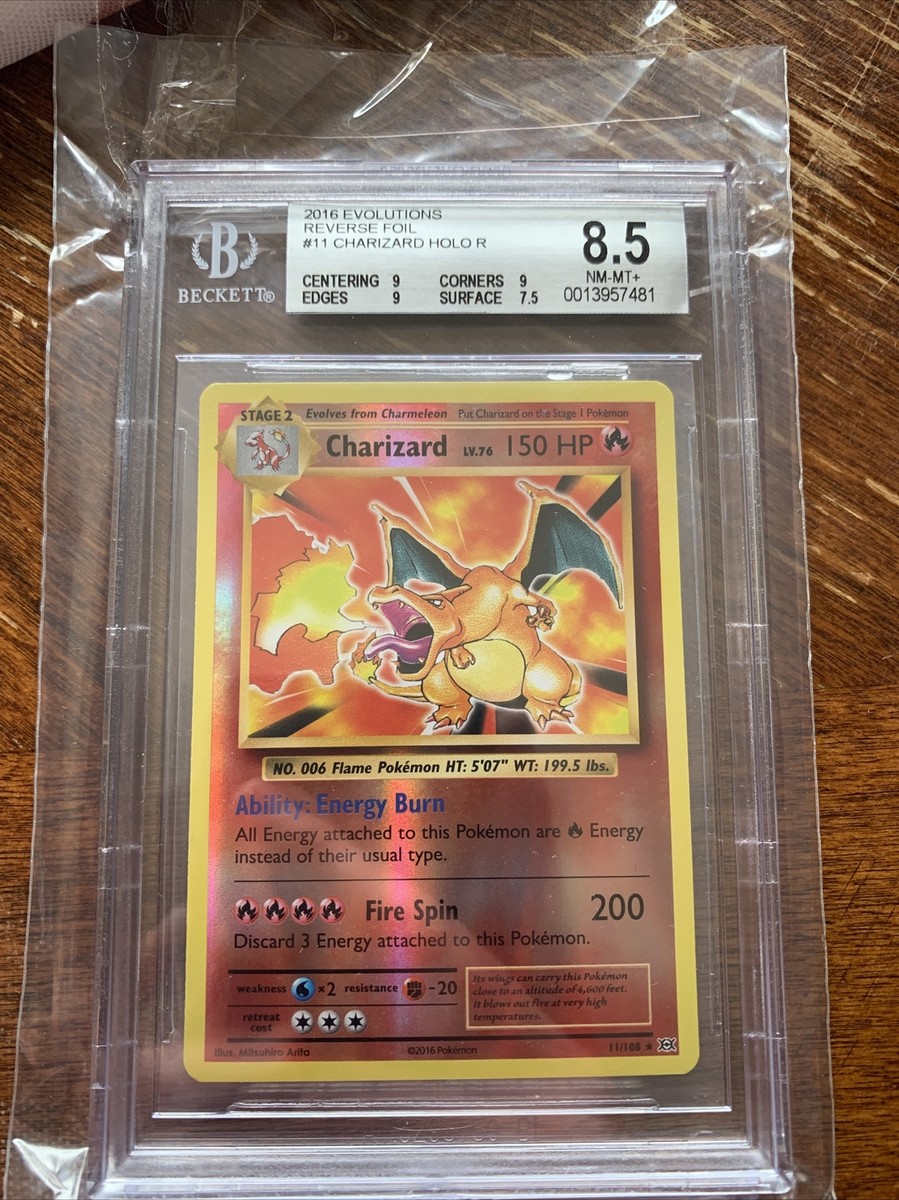 2016 EVOLUTIONS
REVERSE FOIL
#11 CHARIZARD HOLO R
8.5
NM-MT+
0013957481
CENTERING 9 CORNERS 9
EDGES 9 SURFACE 7.5
B
BECKETT®
STAGE 2 Evolves from Charmeleon Put Charizard on the Stage 1 Pokémon
Charizard LV.76 150 HP
NO. 006 Flame Pokémon HT: 5'07" WT: 199.5 lbs.
Ability: Energy Burn
All Energy attached to this Pokémon are Energy
instead of their usual type.
Fire Spin 200
Discard 3 Energy attached to this Pokémon.
weakness ×2 resistance -20
retreat
cost
Its wings can carry this Pokémon
close to an altitude of 4,600 feet.
It blows out fire at very high
temperatures.
Illus. Mitsuhiro Arita ©2016 Pokémon 11/108 ★